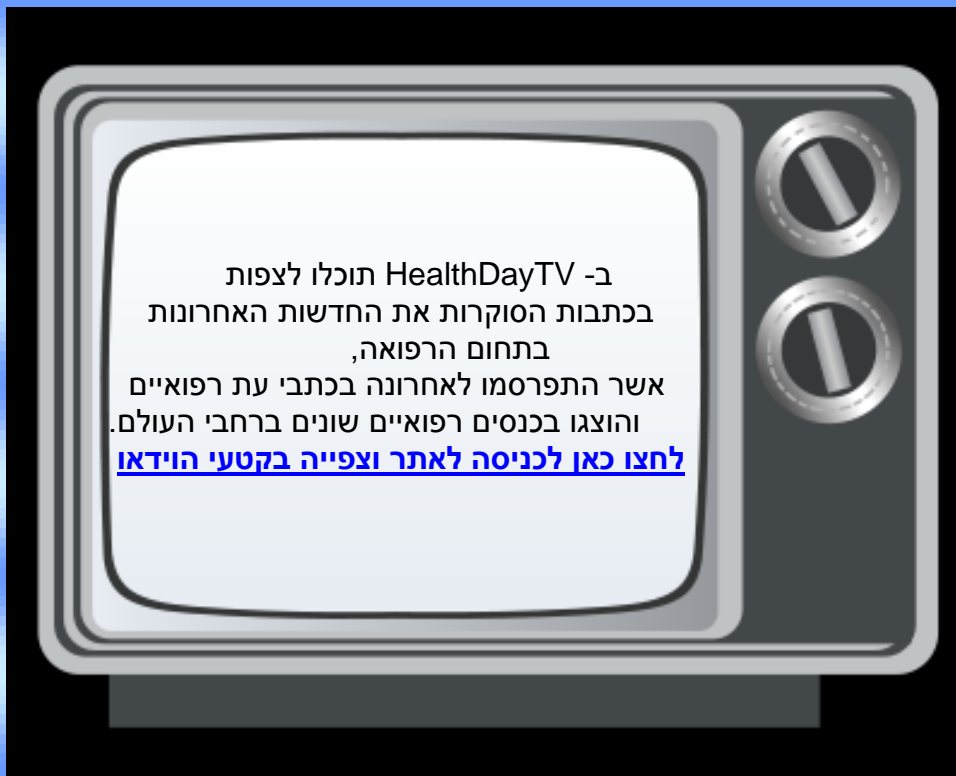 ב- HealthDayTV תוכלו לצפות
בכתבות הסוקרות את החדשות האחרונות
בתחום הרפואה,
אשר התפרסמו לאחרונה בכתבי עת רפואיים
והוצגו בכנסים רפואיים שונים ברחבי העולם.
לחצו כאן לכניסה לאתר וצפייה בקטעי הוידאו